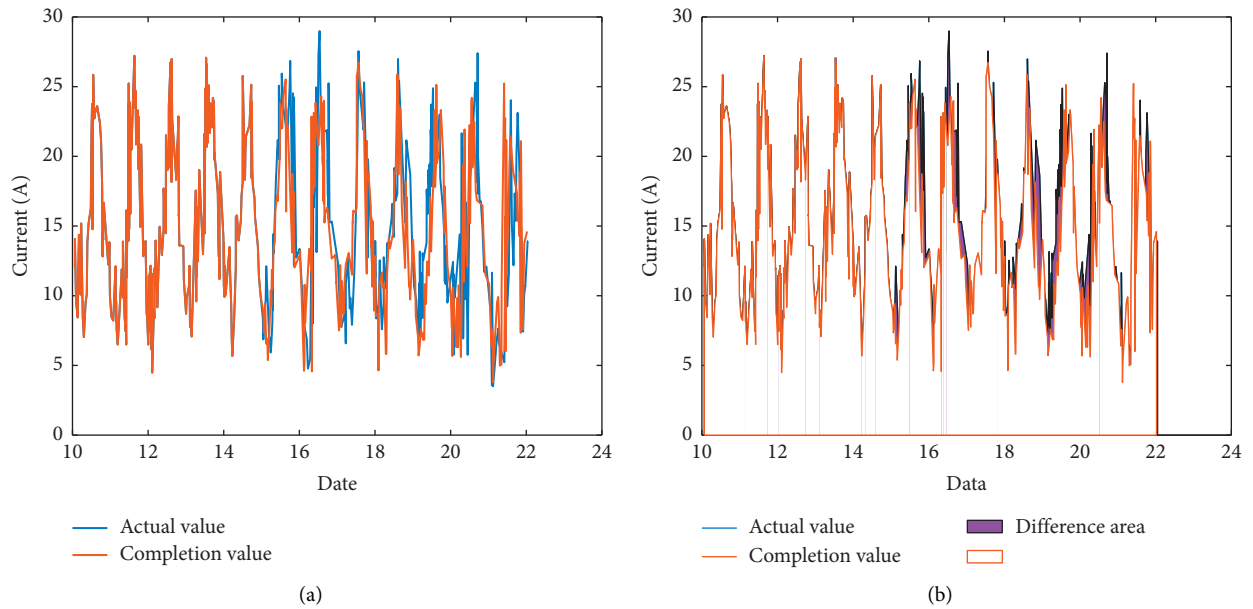 30
25
20
15
10
5
0
Current (A)
10 12 14 16 18 20 22 24
Date
Actual value
Completion value
(a)
30
25
20
15
10
5
0
Current (A)
10 12 14 16 18 20 22 24
Data
Actual value
Completion value
Difference area
(b)